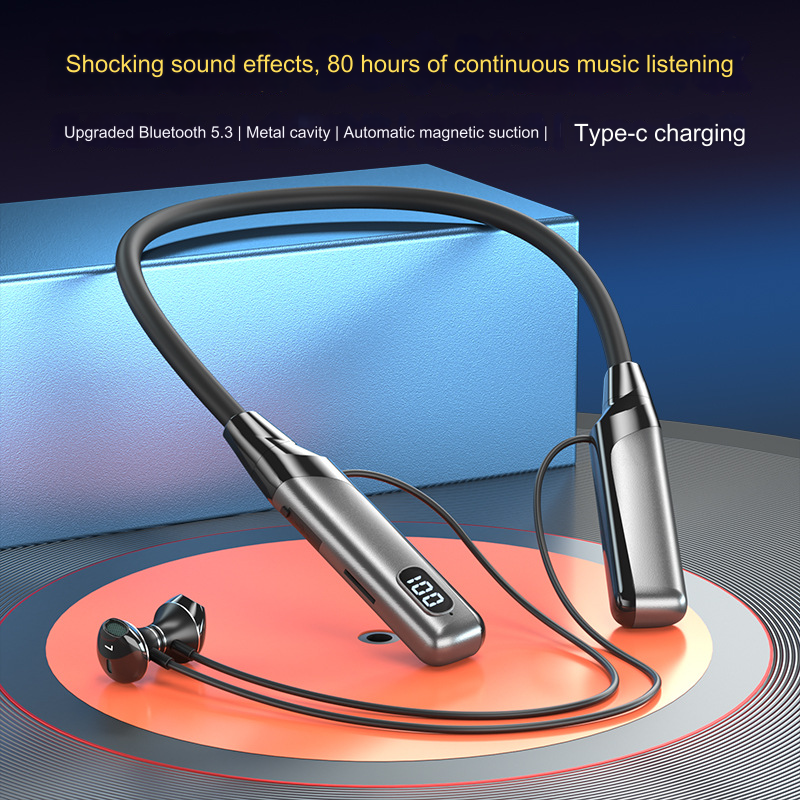 Shocking sound effects, 80 hours of continuous music listening
Upgraded Bluetooth 5.3 | Metal cavity | Automatic magnetic suction | Type-c charging
100
L